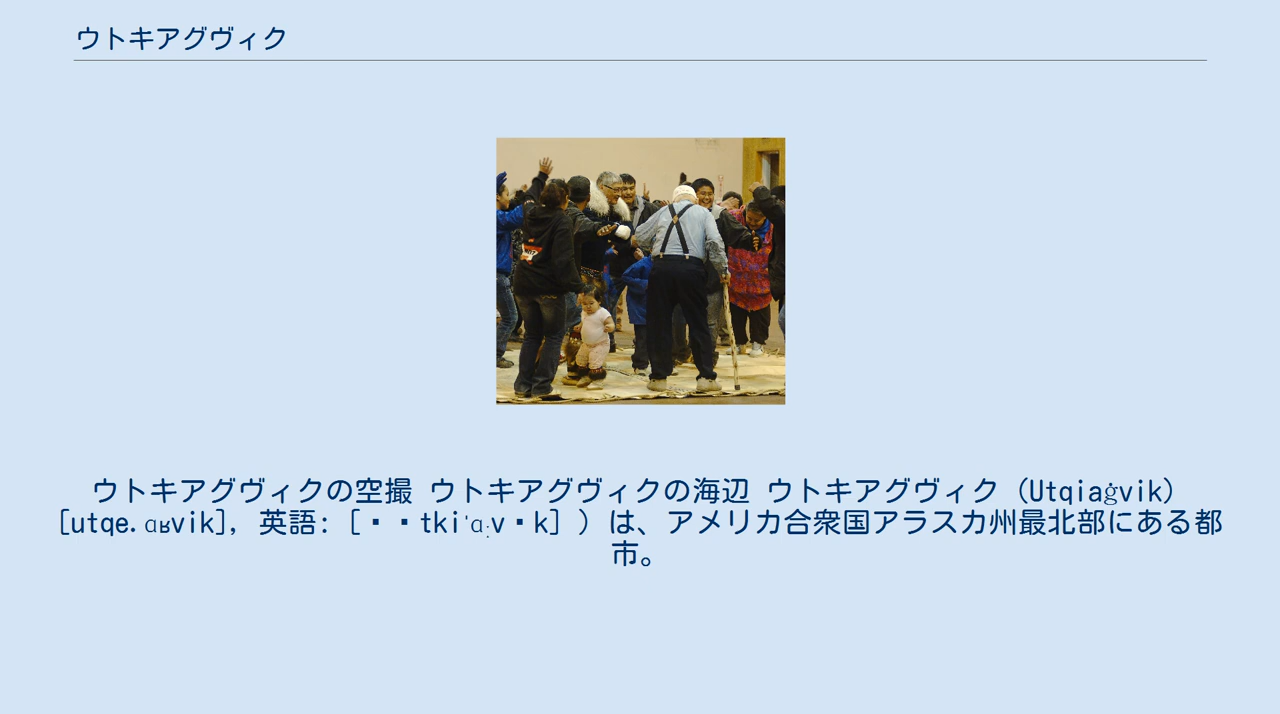 ウトキアグヴィク
ウトキアグヴィクの空撮 ウトキアグヴィクの海辺 ウトキアグヴィク（Utqiaġvik）
[utqe.ɑʁvik], 英語: [ˌʊtkiˈɑːvɪk] ）は、アメリカ合衆国アラスカ州最北部にある都
市。